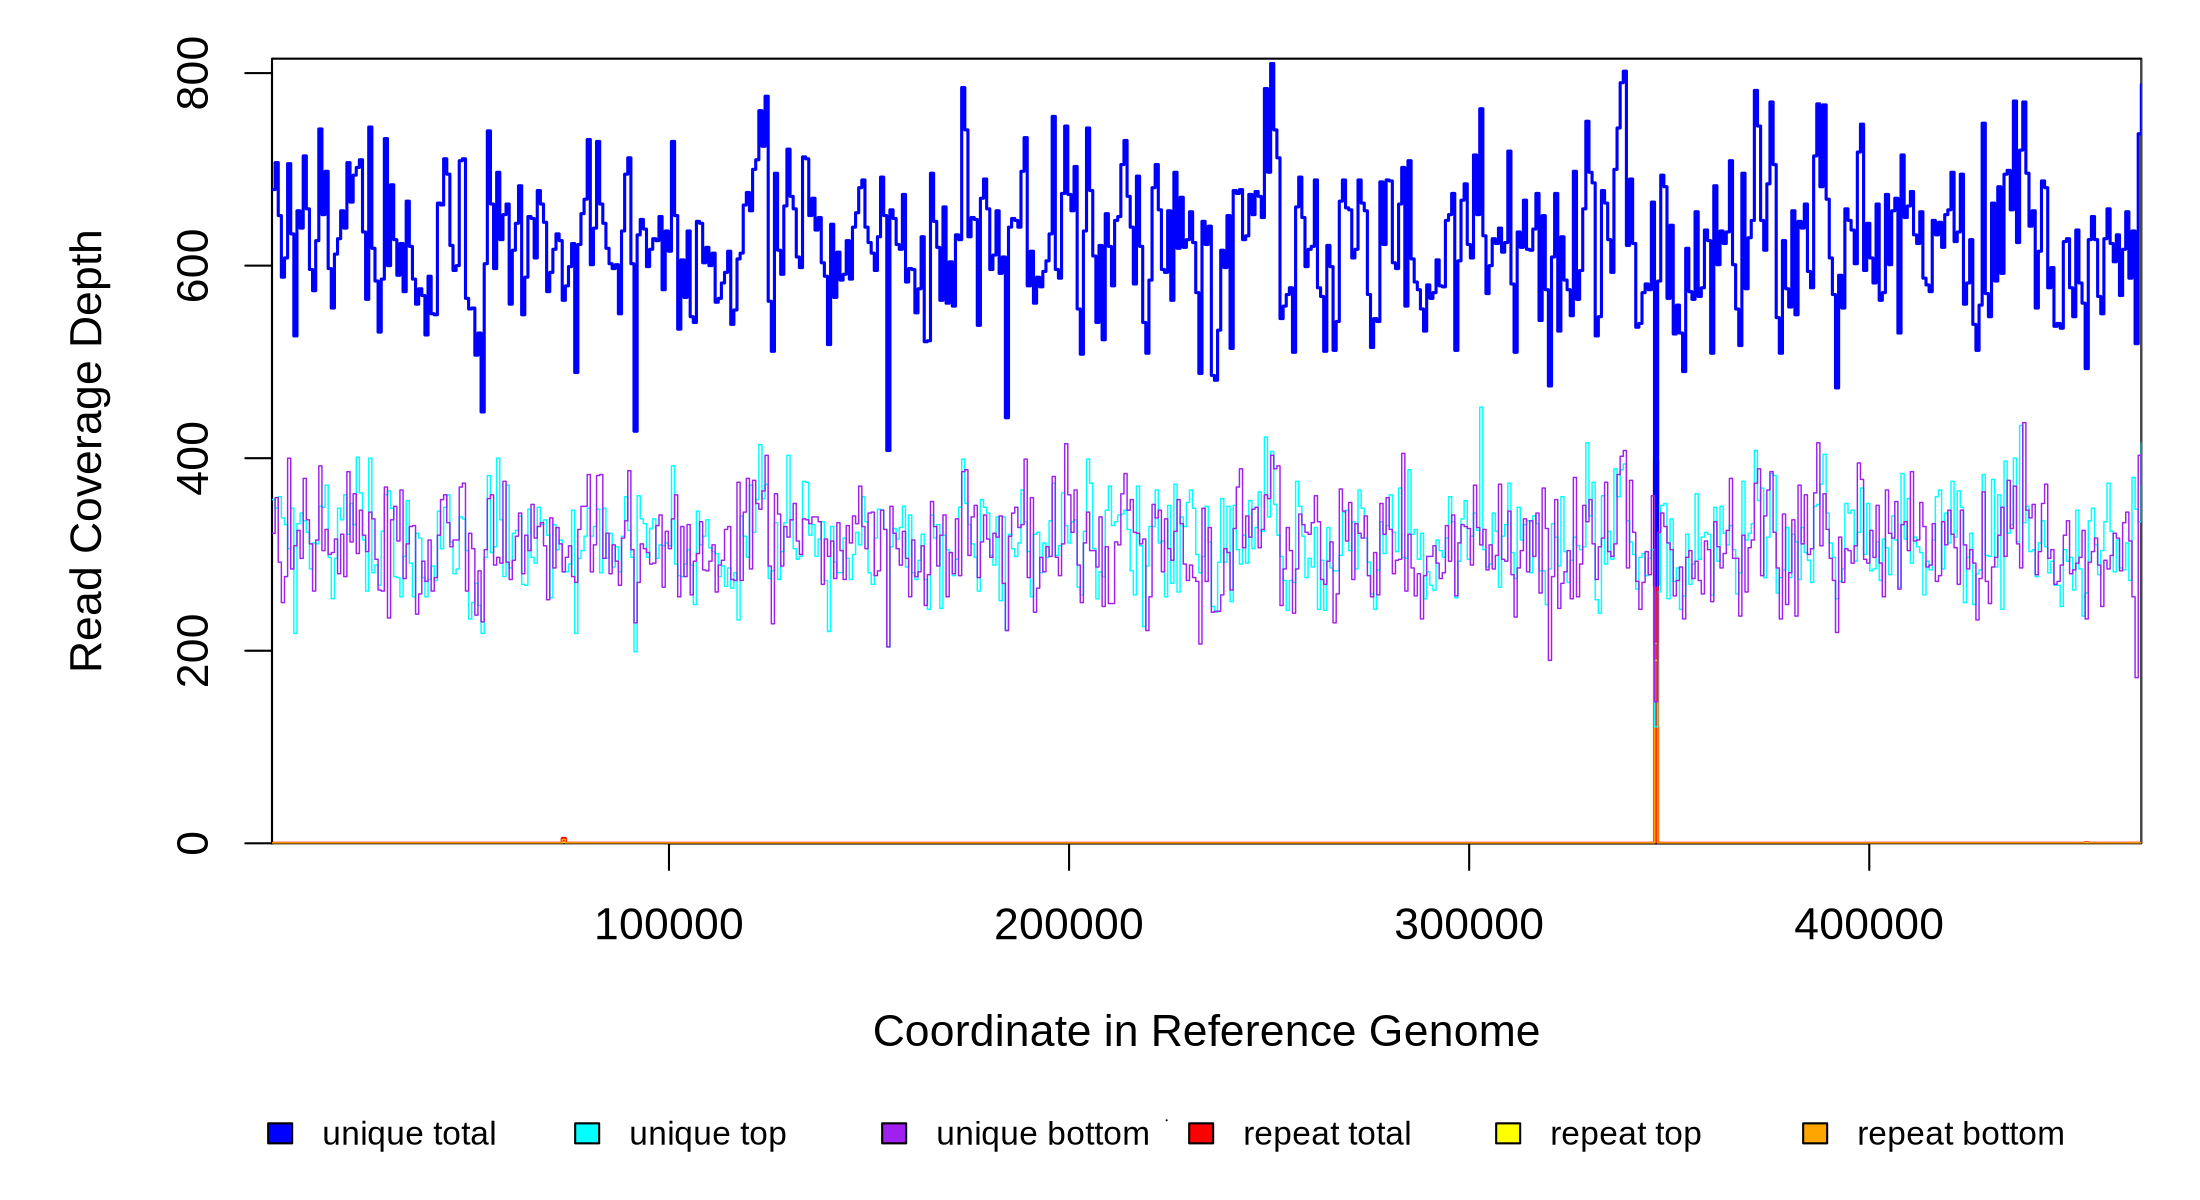 Read Coverage Depth
800
600
400
200
0
100000 200000 300000 400000
Coordinate in Reference Genome
unique total unique top unique bottom repeat total repeat top repeat bottom